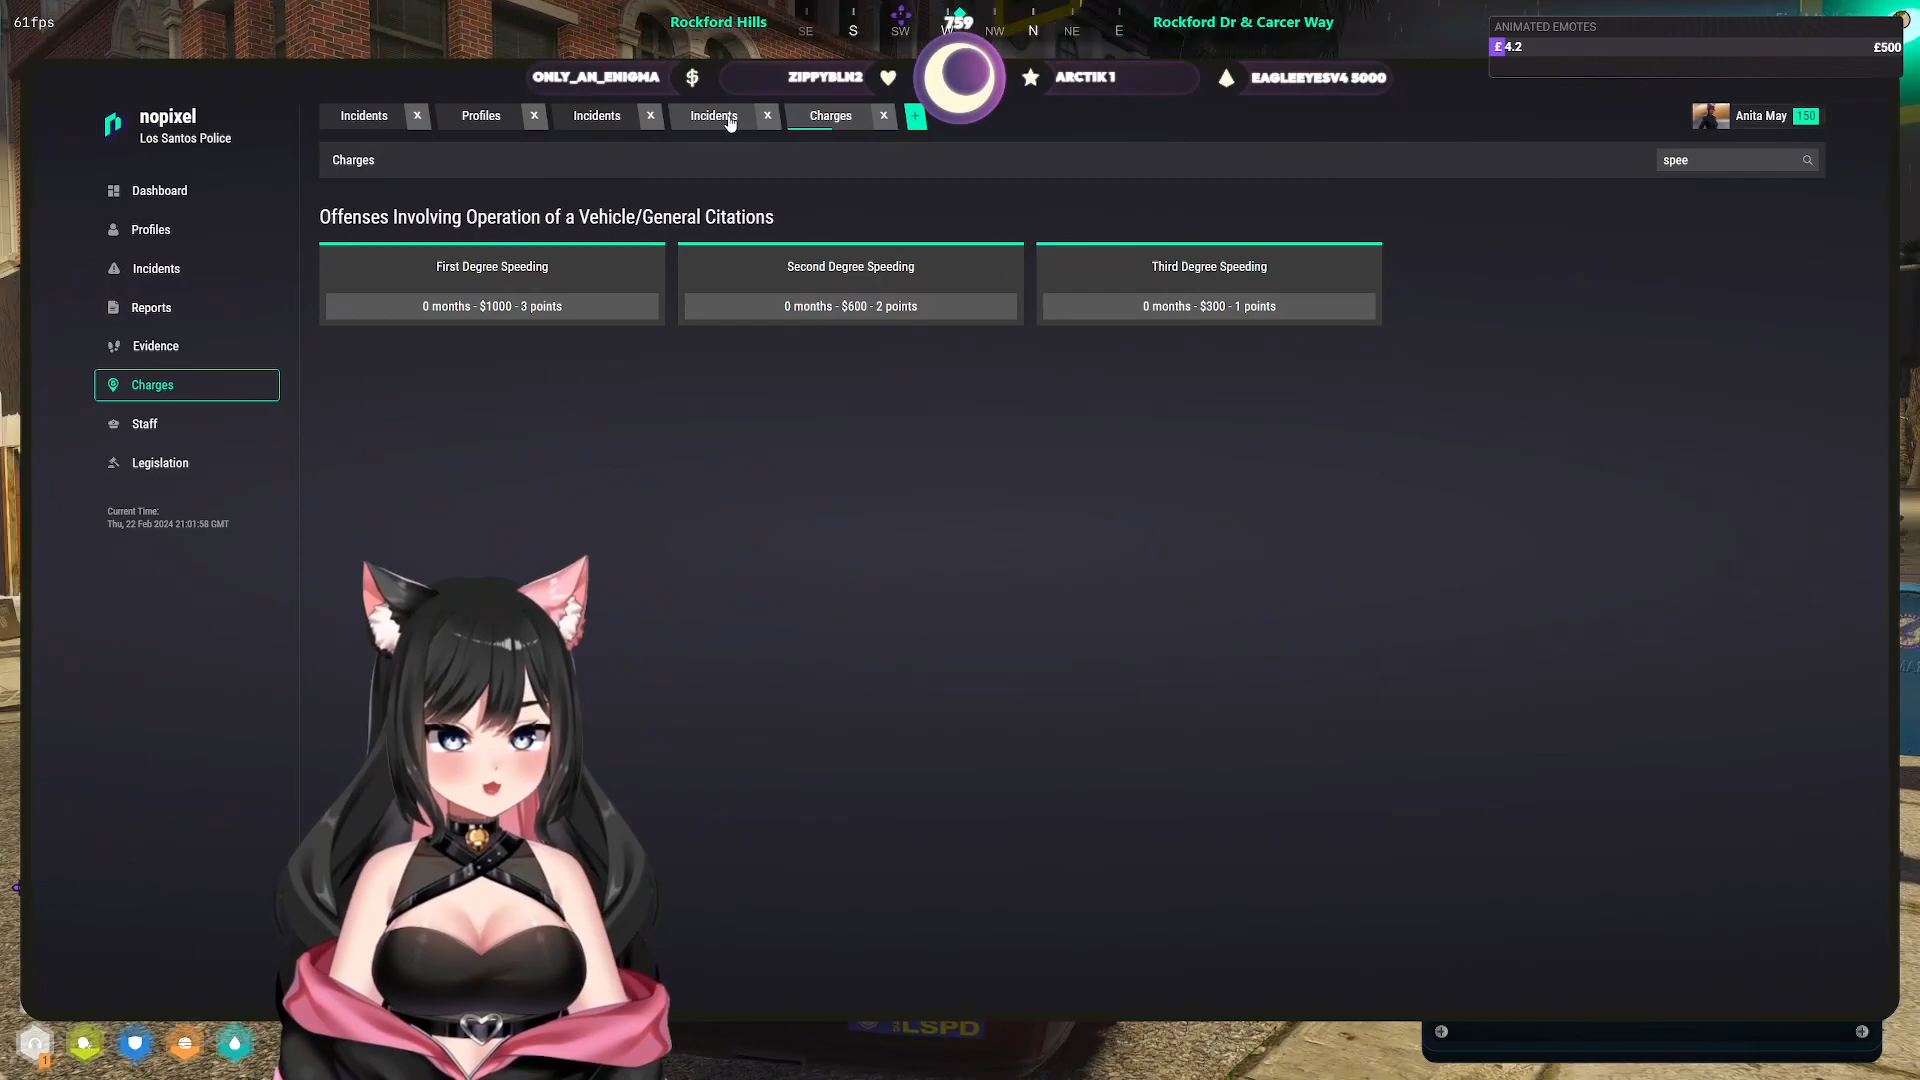 61fps
Rockford Hills
SE S SW W NW N NE E
759
Rockford Dr & Carcer Way
ANIMATED EMOTES
£4.2
£500
ONLY_AN_ENIGMA
ZIPPYBLN2
ARCTIK 1
EAGLEEYESV4 5000
nopixel
Los Santos Police
Incidents x
Profiles x
Incidents x
Incidents x
Charges x
+
Anita May 150
Charges
spee
Dashboard
Profiles
Incidents
Reports
Evidence
Charges
Staff
Legislation
Current Time:
Thu, 22 Feb 2024 21:01:58 GMT
Offenses Involving Operation of a Vehicle/General Citations
First Degree Speeding
0 months - $1000 - 3 points
Second Degree Speeding
0 months - $600 - 2 points
Third Degree Speeding
0 months - $300 - 1 points
1
LSPD